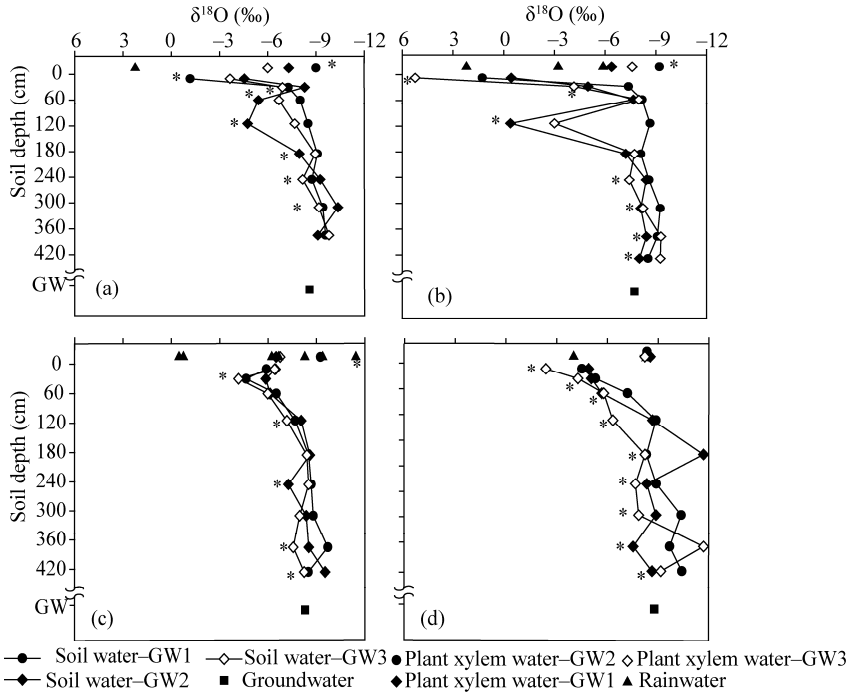 δ¹⁸O (‰) δ¹⁸O (‰)
6 3 0 −3 −6 −9 −12 6 3 0 −3 −6 −9 −12
* *
0 * *
60 * * *
120 * *
180 *
240 * *
300 * *
360 *
420 *
GW (a) (b)
Soil depth (cm)
*
0 * *
60 * *
120 * *
180 *
240 * *
300 *
360 * *
420 * *
GW (c) (d)
Soil depth (cm)
Soil water–GW1 Soil water–GW3 Plant xylem water–GW2 Plant xylem water–GW3
Soil water–GW2 Groundwater Plant xylem water–GW1 Rainwater